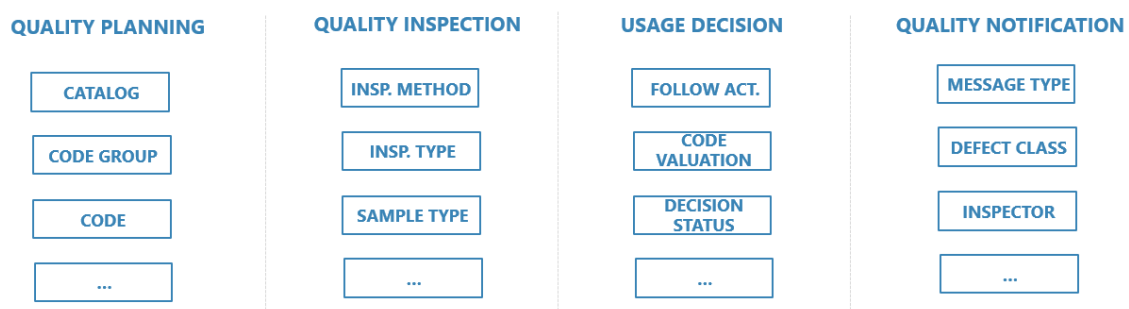 QUALITY PLANNING
CATALOG
CODE GROUP
CODE
...
QUALITY INSPECTION
INSP. METHOD
INSP. TYPE
SAMPLE TYPE
...
USAGE DECISION
FOLLOW ACT.
CODE
VALUATION
DECISION
STATUS
...
QUALITY NOTIFICATION
MESSAGE TYPE
DEFECT CLASS
INSPECTOR
...